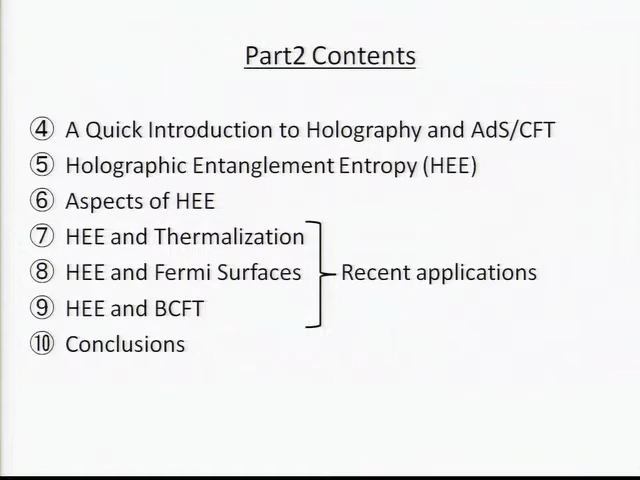 Part2 Contents
④ A Quick Introduction to Holography and AdS/CFT
⑤ Holographic Entanglement Entropy (HEE)
⑥ Aspects of HEE
⑦ HEE and Thermalization
⑧ HEE and Fermi Surfaces Recent applications
⑨ HEE and BCFT
⑩ Conclusions